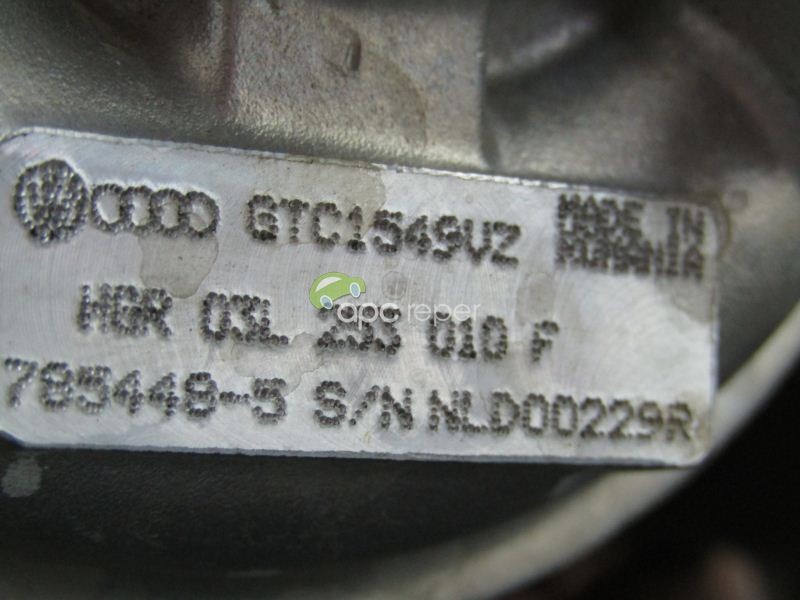 GTC1549VZ MADE IN ROMANIA
HGR 03L 253 010 F
apc reper
785448-5 S/N NLD00229R